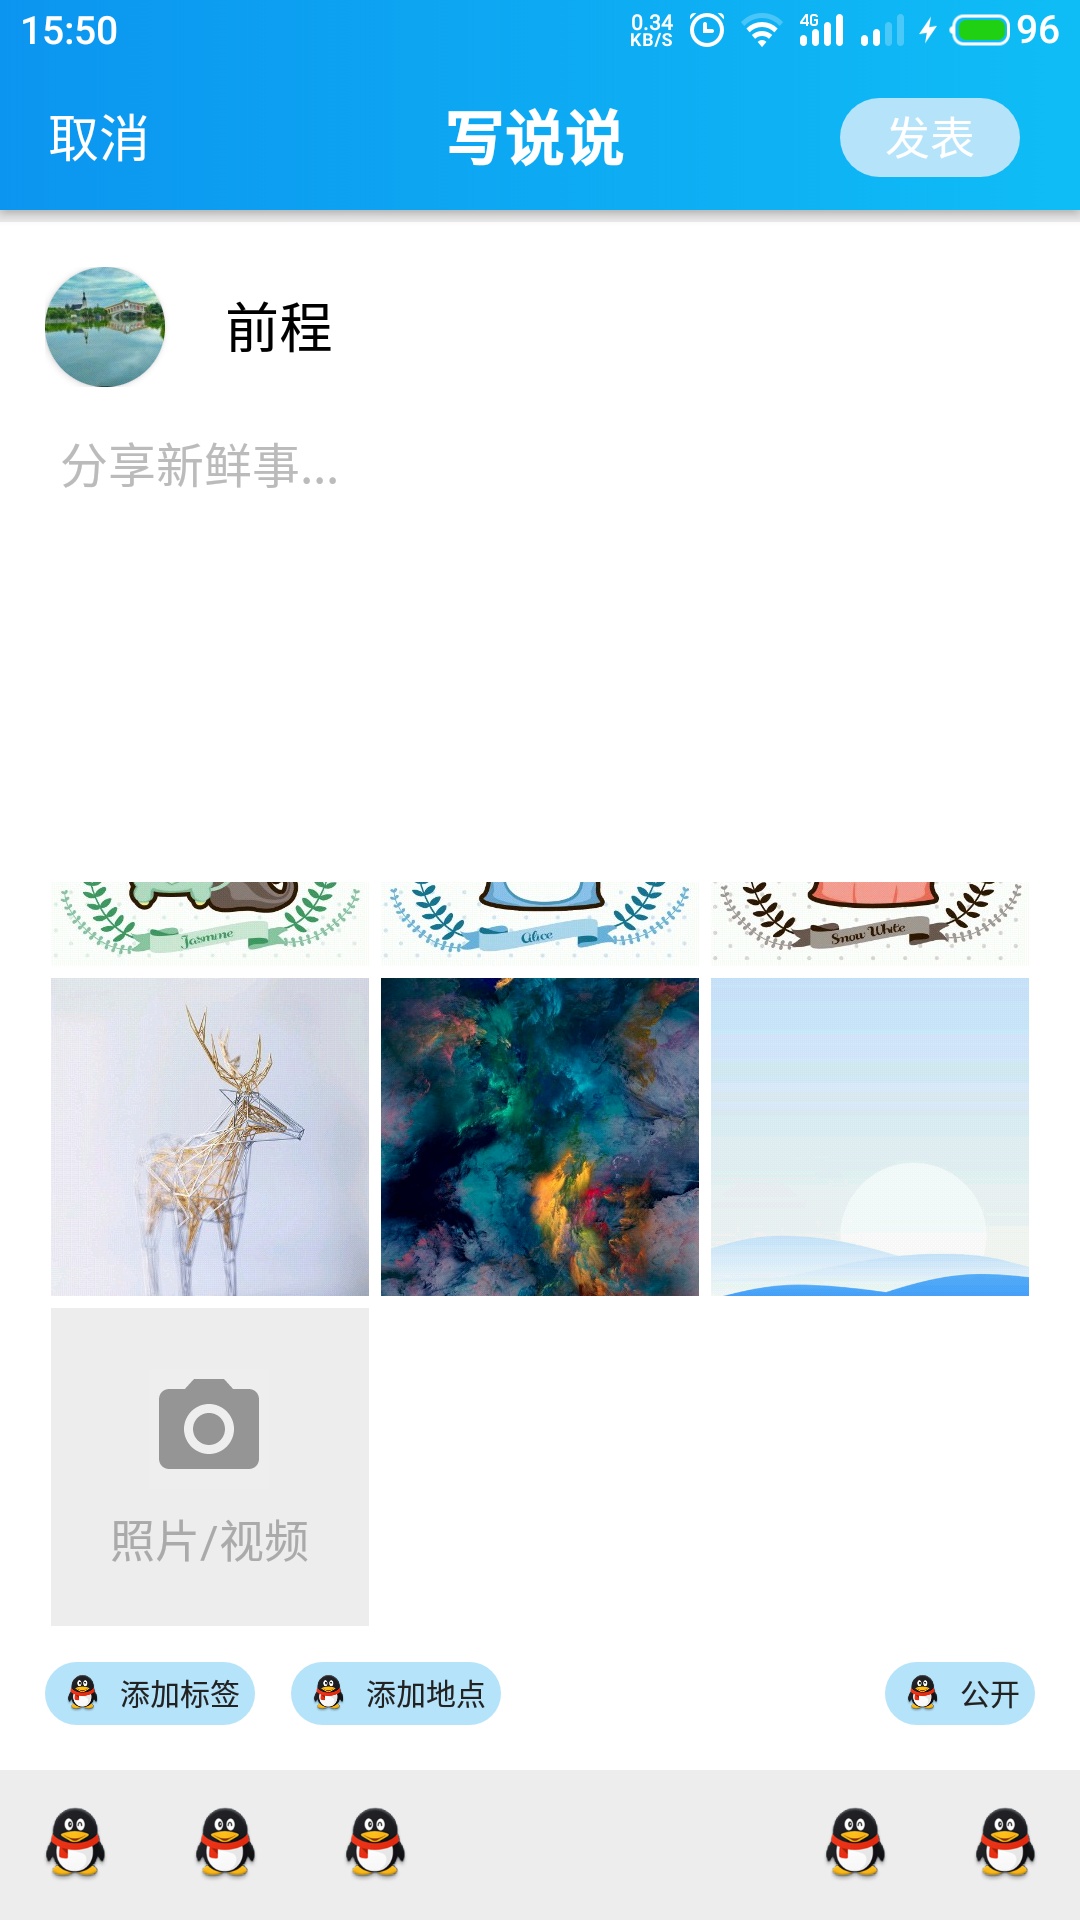 15:50
0.34
KB/S
4G
96
取消
写说说
发表
前程
分享新鲜事...
Jasmine
Alice
Snow White
照片/视频
添加标签
添加地点
公开